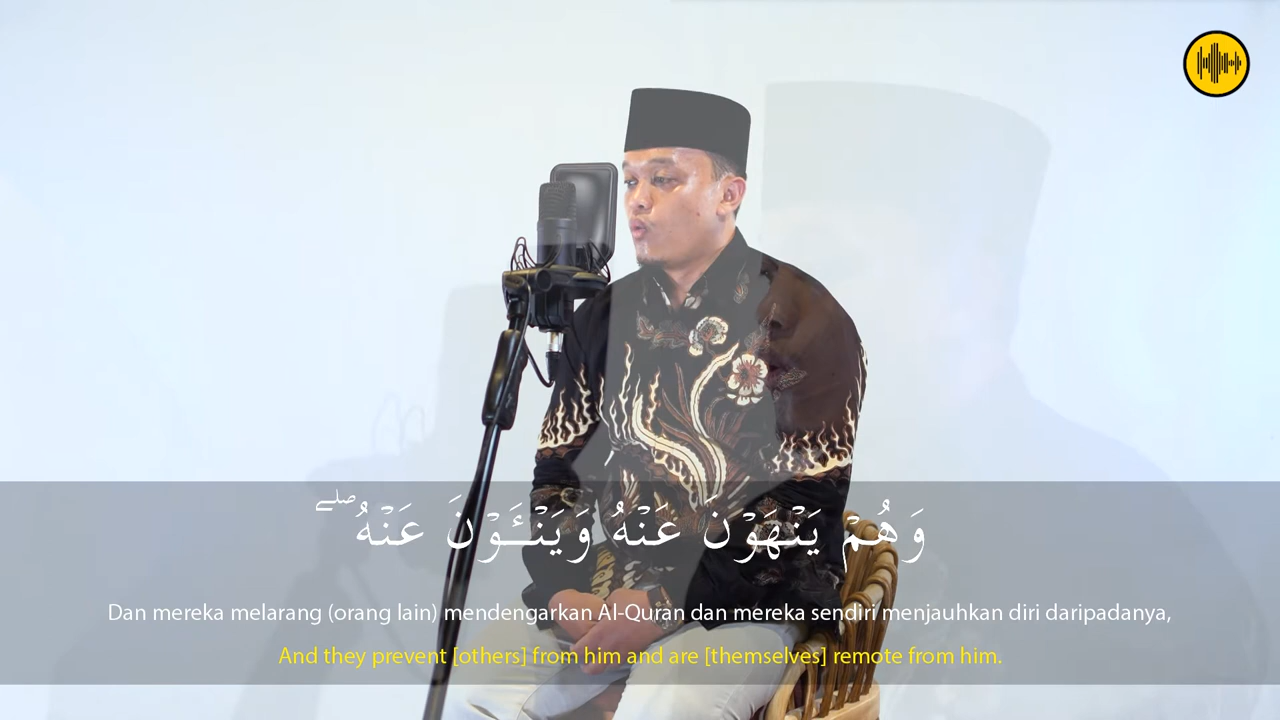 وَهُمْ يَنْهَوْنَ عَنْهُ وَيَنْـَٔوْنَ عَنْهُ ۖ
Dan mereka melarang (orang lain) mendengarkan Al-Quran dan mereka sendiri menjauhkan diri daripadanya,
And they prevent [others] from him and are [themselves] remote from him.